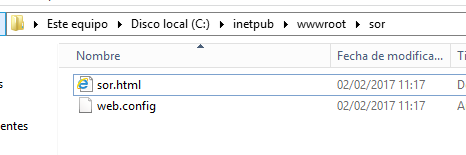 Este equipo Disco local (C:) inetpub wwwroot sor
Nombre Fecha de modifica...
sor.html 02/02/2017 11:17 D
web.config 02/02/2017 11:17 A
s
entes